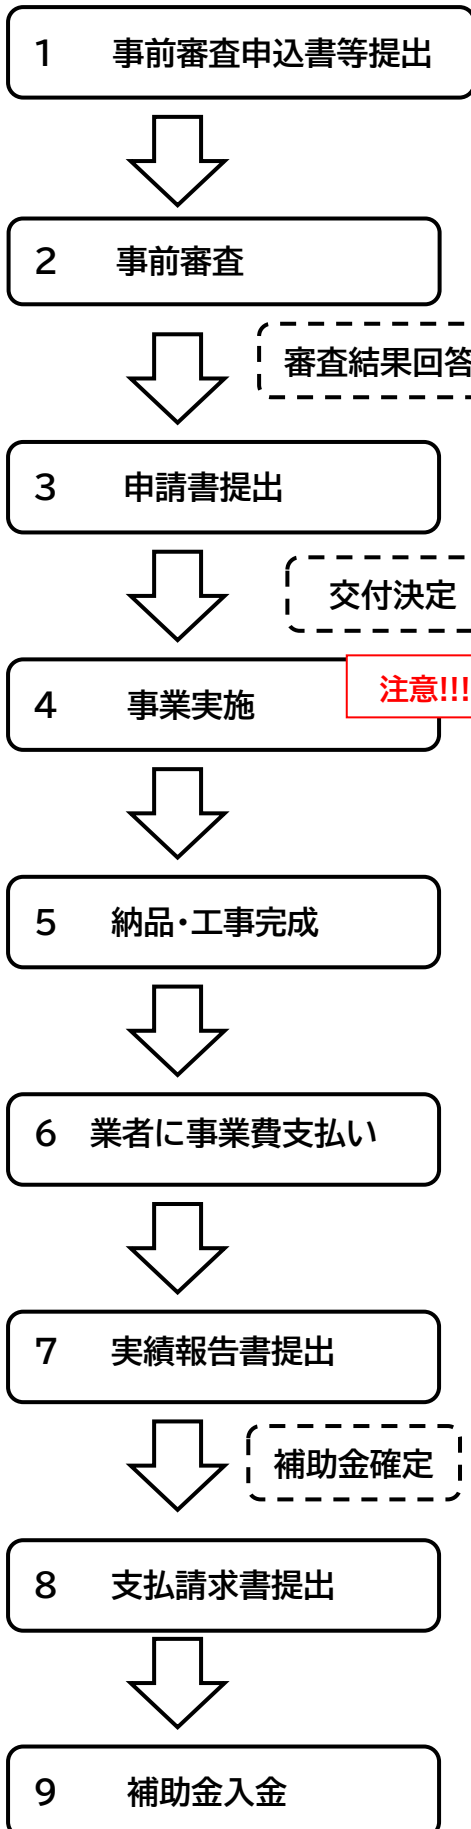 1 事前審査申込書等提出
2 事前審査
審査結果回答
3 申請書提出
交付決定
注意!!!
4 事業実施
5 納品・工事完成
6 業者に事業費支払い
7 実績報告書提出
補助金確定
8 支払請求書提出
9 補助金入金